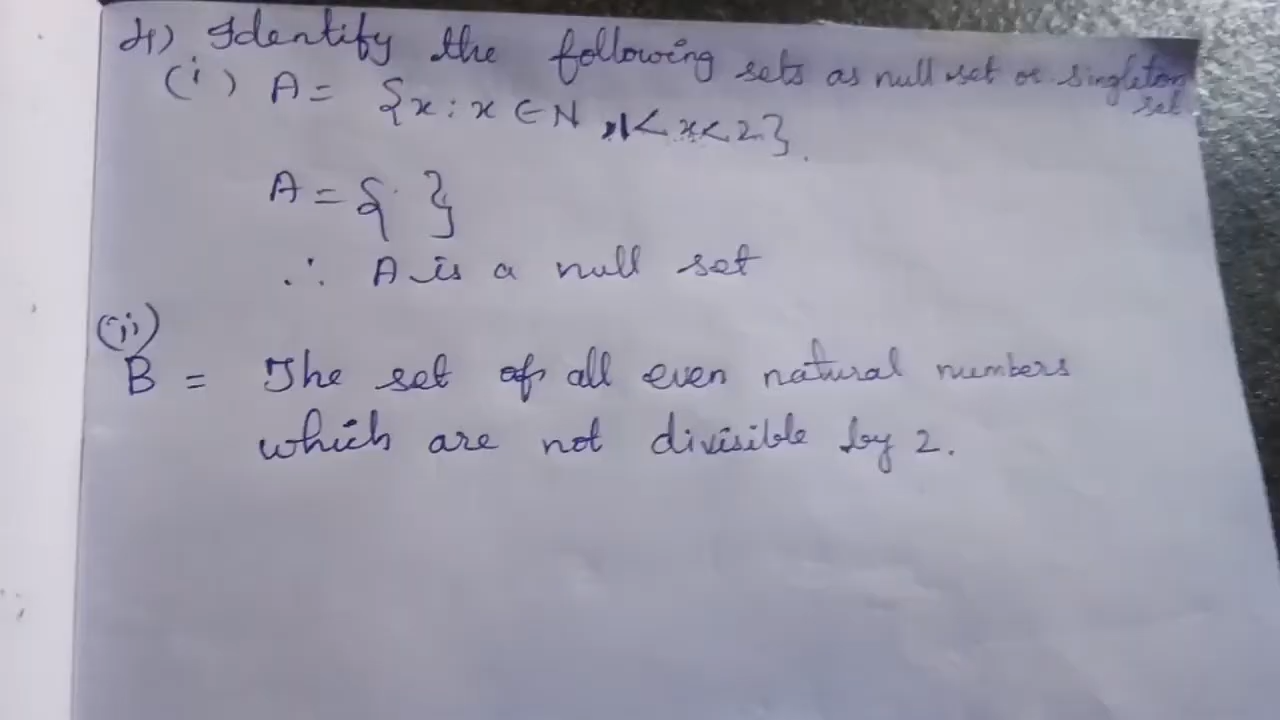 4) Identify the following sets as null set or singleton set
(i) A = {x : x ∈ N, 1 < x < 2}.
A = { }
∴ A is a null set
(ii)
B = The set of all even natural numbers
which are not divisible by 2.